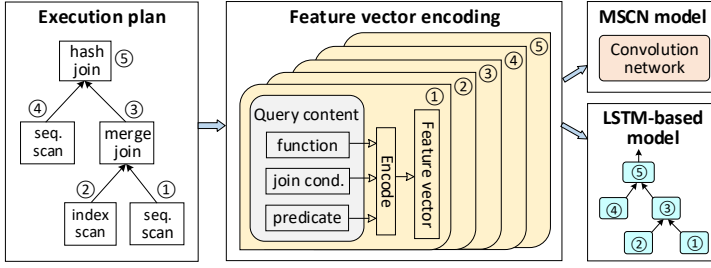 Execution plan
hash
join
⑤
④
③
seq.
scan
merge
join
②
①
index
scan
seq.
scan
Feature vector encoding
⑤
④
③
②
①
Query content
function
join cond.
predicate
Encode
Feature vector
MSCN model
Convolution
network
LSTM-based
model
⑤
④
③
②
①